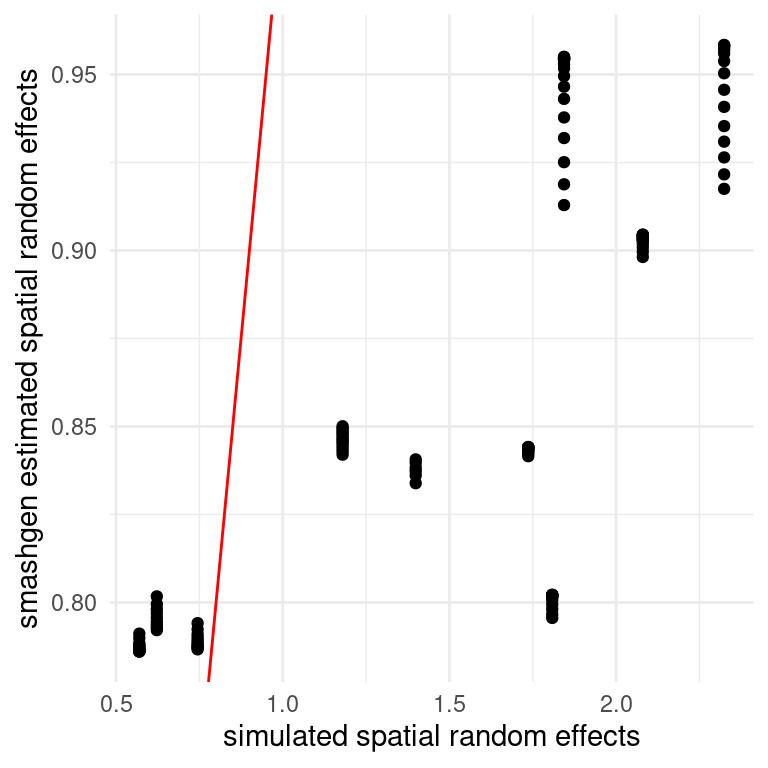 smashgen estimated spatial random effects
0.95
0.90
0.85
0.80
0.5 1.0 1.5 2.0
simulated spatial random effects